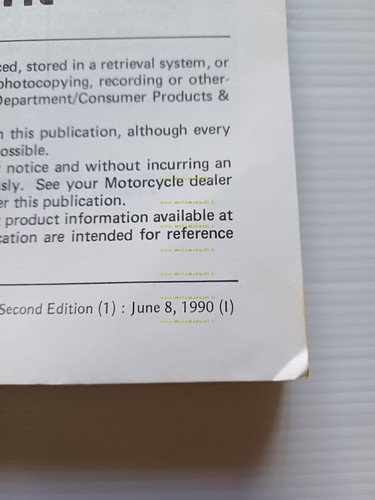 ced, stored in a retrieval system, or
photocopying, recording or other-
Department/Consumer Products &
n this publication, although every
ossible.
r notice and without incurring an
sly. See your Motorcycle dealer
er this publication.
t product information available at
cation are intended for reference
Second Edition (1) : June 8, 1990 (I)